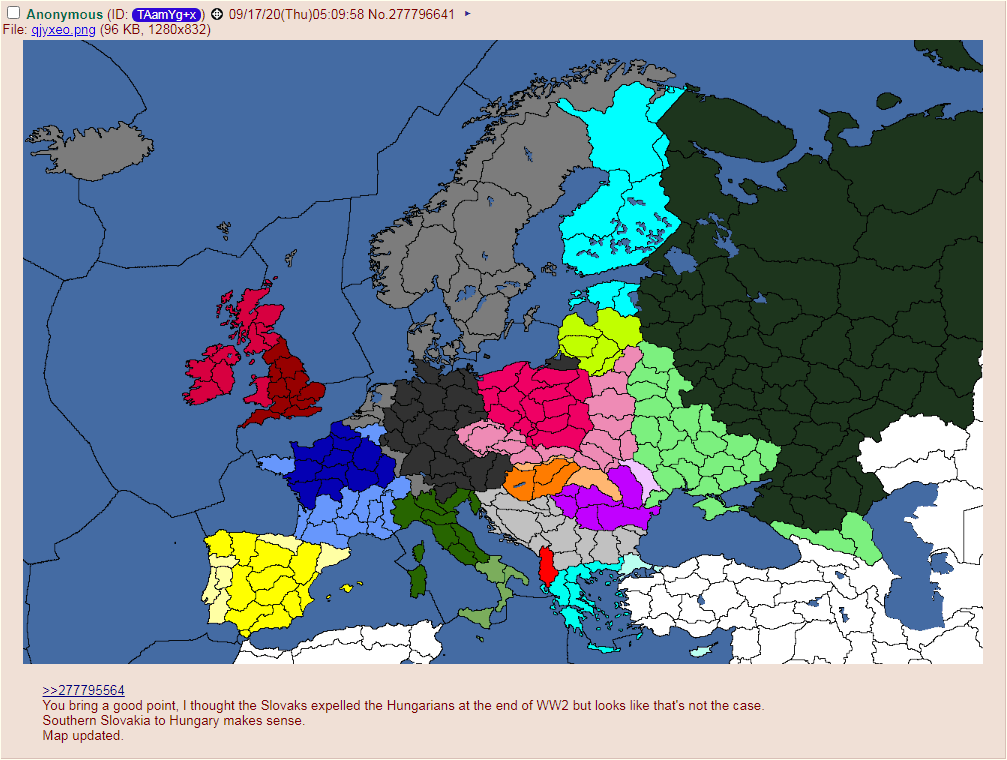 Anonymous (ID: TAamYg+x) 09/17/20(Thu)05:09:58 No.277796641 ▸
File: qjyxeo.png (96 KB, 1280x832)
>>277795564
You bring a good point, I thought the Slovaks expelled the Hungarians at the end of WW2 but looks like that's not the case.
Southern Slovakia to Hungary makes sense.
Map updated.